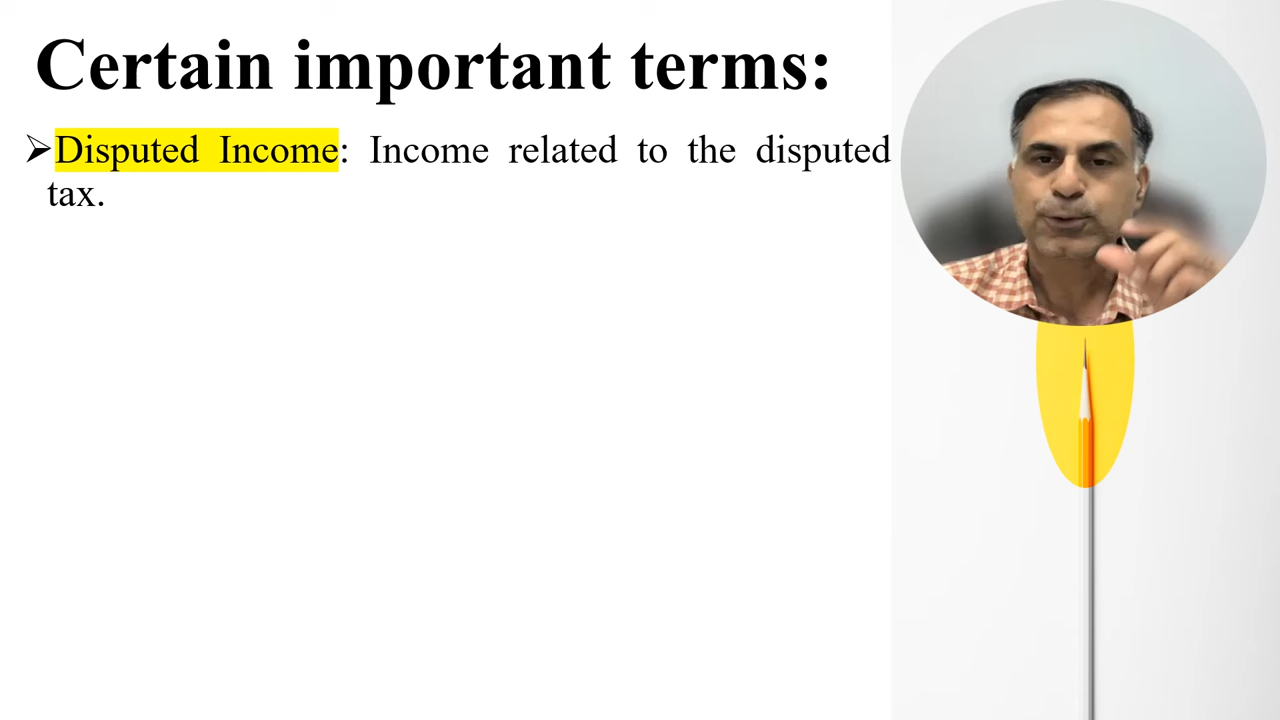 Certain important terms:
➢Disputed Income: Income related to the disputed
tax.